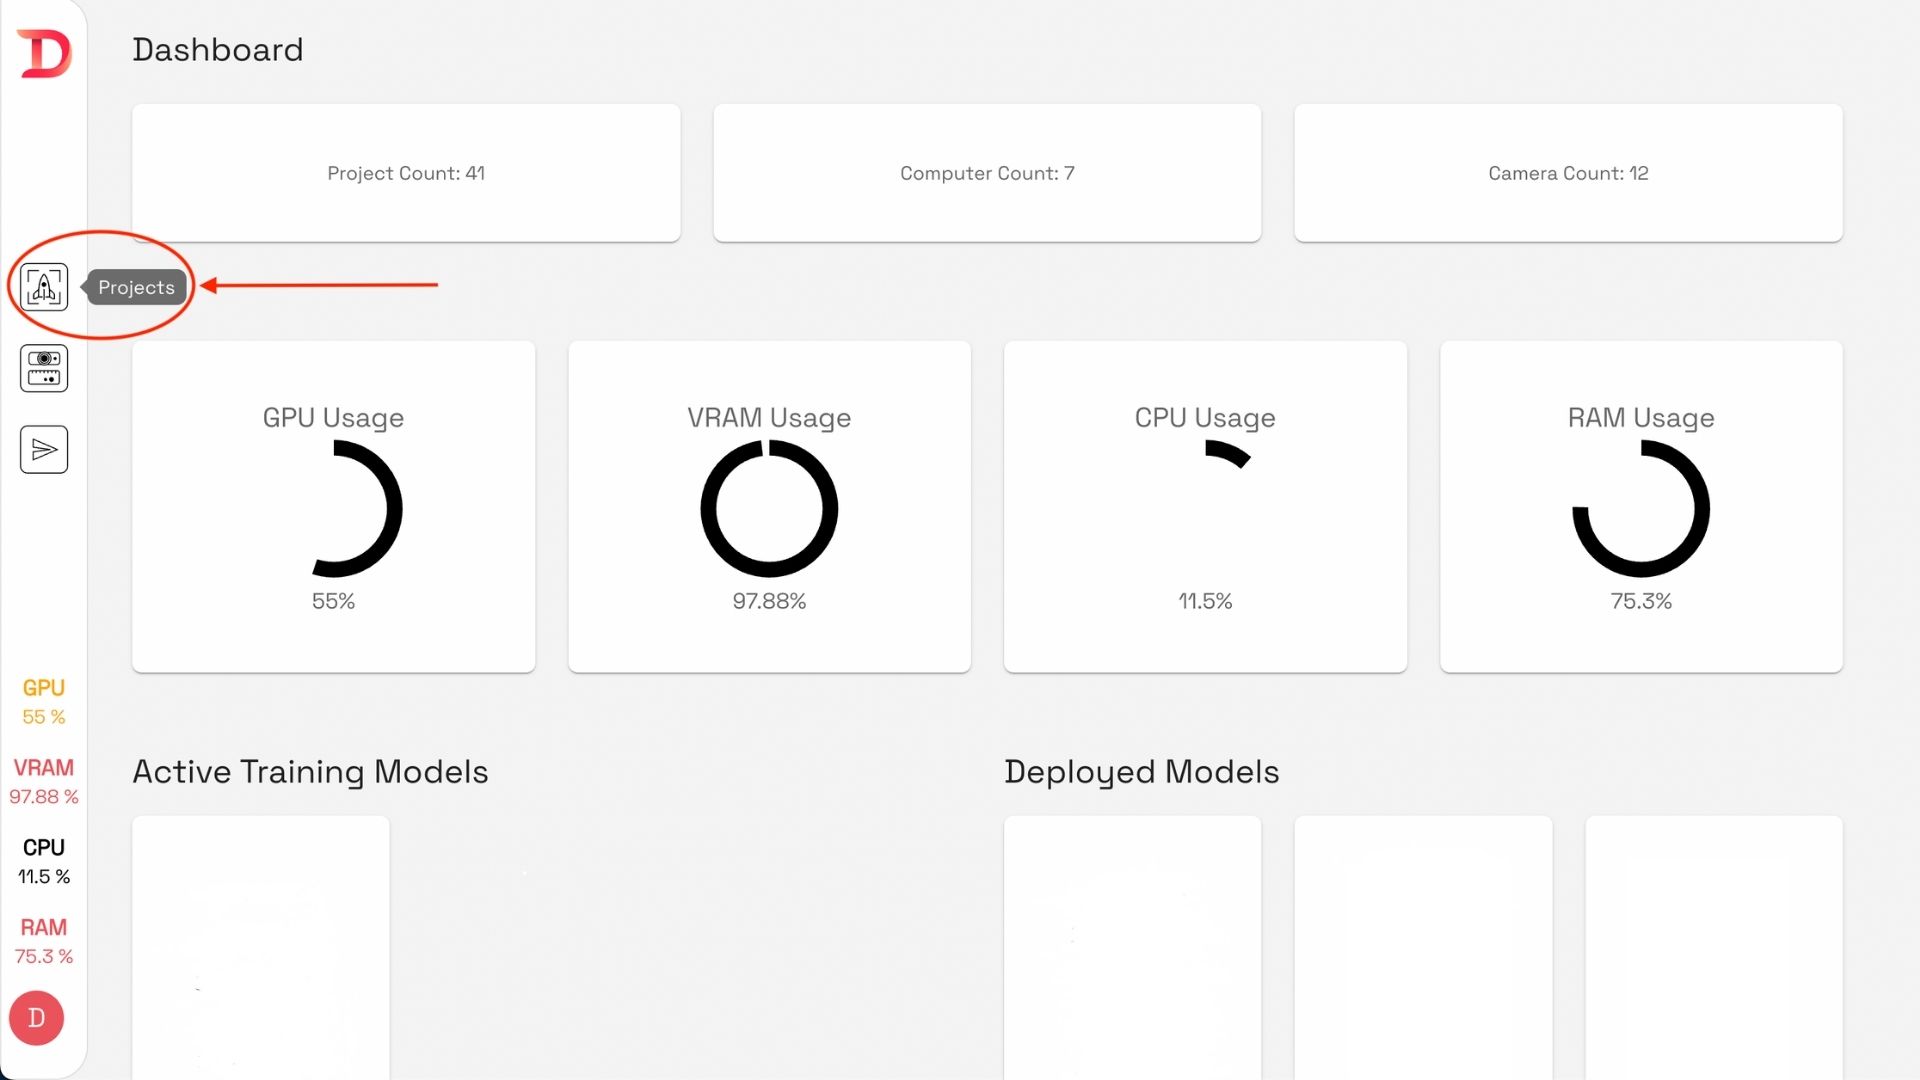 D
Dashboard
Project Count: 41
Computer Count: 7
Camera Count: 12
Projects
GPU Usage
55%
VRAM Usage
97.88%
CPU Usage
11.5%
RAM Usage
75.3%
GPU
55 %
VRAM
97.88 %
CPU
11.5 %
RAM
75.3 %
D
Active Training Models
Deployed Models